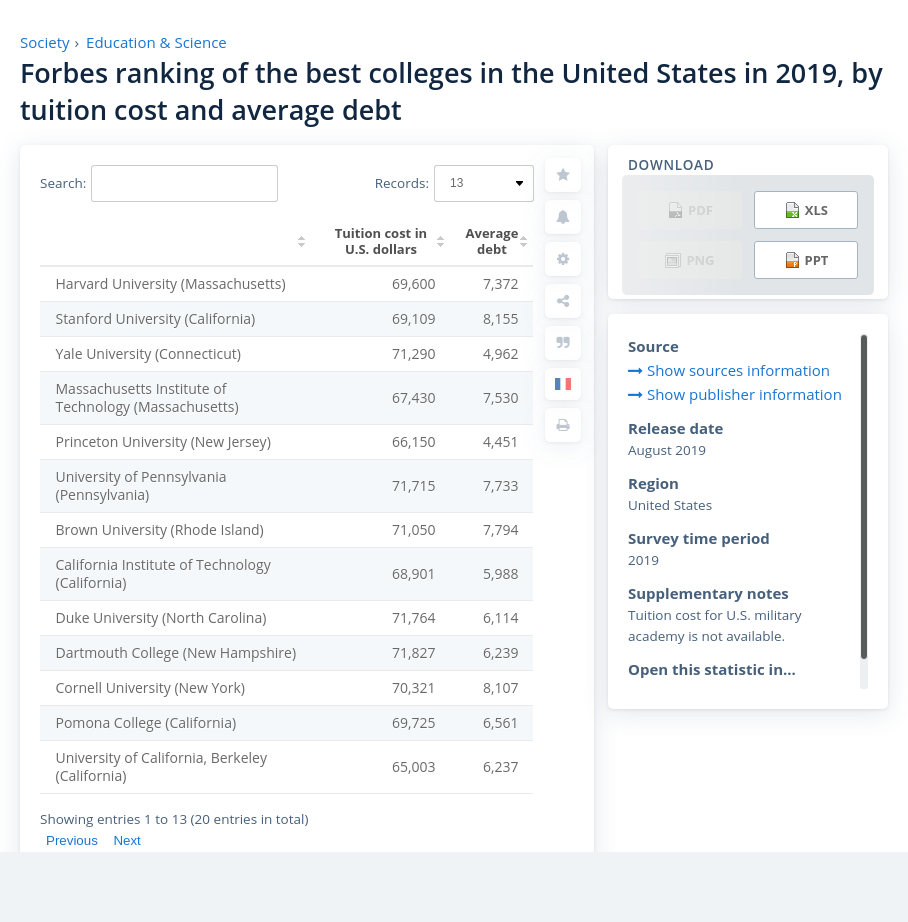 Society › Education & Science
Forbes ranking of the best colleges in the United States in 2019, by
tuition cost and average debt
Search:
Records: 13
Tuition cost in
U.S. dollars
Average
debt
Harvard University (Massachusetts) 69,600 7,372
Stanford University (California) 69,109 8,155
Yale University (Connecticut) 71,290 4,962
Massachusetts Institute of
Technology (Massachusetts) 67,430 7,530
Princeton University (New Jersey) 66,150 4,451
University of Pennsylvania
(Pennsylvania) 71,715 7,733
Brown University (Rhode Island) 71,050 7,794
California Institute of Technology
(California) 68,901 5,988
Duke University (North Carolina) 71,764 6,114
Dartmouth College (New Hampshire) 71,827 6,239
Cornell University (New York) 70,321 8,107
Pomona College (California) 69,725 6,561
University of California, Berkeley
(California) 65,003 6,237
Showing entries 1 to 13 (20 entries in total)
Previous Next
DOWNLOAD
PDF XLS
PNG PPT
Source
Show sources information
Show publisher information
Release date
August 2019
Region
United States
Survey time period
2019
Supplementary notes
Tuition cost for U.S. military
academy is not available.
Open this statistic in...